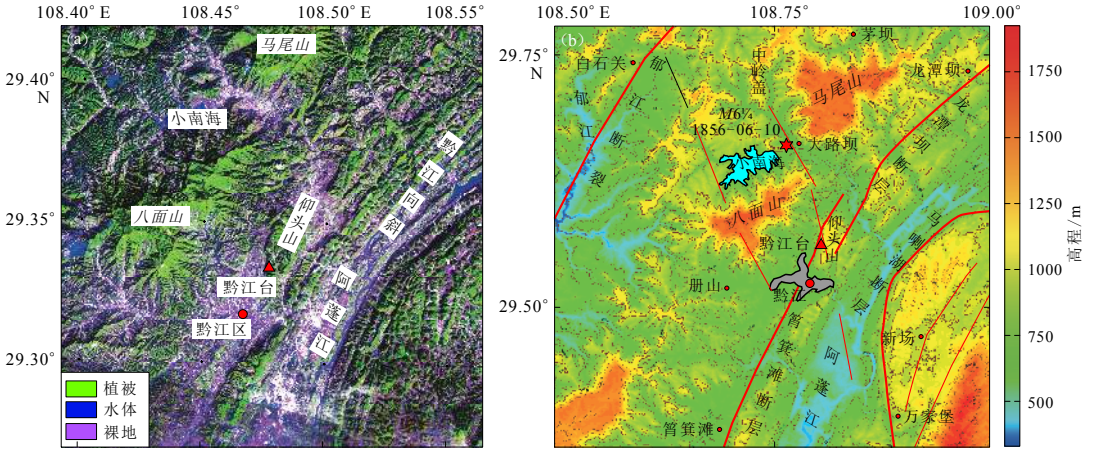 108.40° E
108.45°
108.50° E
108.55°
(a)
29.40°
N
29.35°
29.30°
马尾山
小南海
八面山
仰头山
黔江台
黔江区
黔江向斜
阿蓬江
植被
水体
裸地
108.50° E
108.75°
109.00° E
(b)
29.75°
N
29.50°
茅坝
白石关
郁江断裂
郁江
中岭盖
马尾山
龙潭坝
龙潭坝断层
M6¼
1856-06-10
大路坝
南海
八面山
黔江台
仰头山
马喇湖断层
册山
黔江
筲箕滩断层
阿蓬江
新场
万家堡
筲箕滩
1750
1500
1250
1000
750
500
高程/m